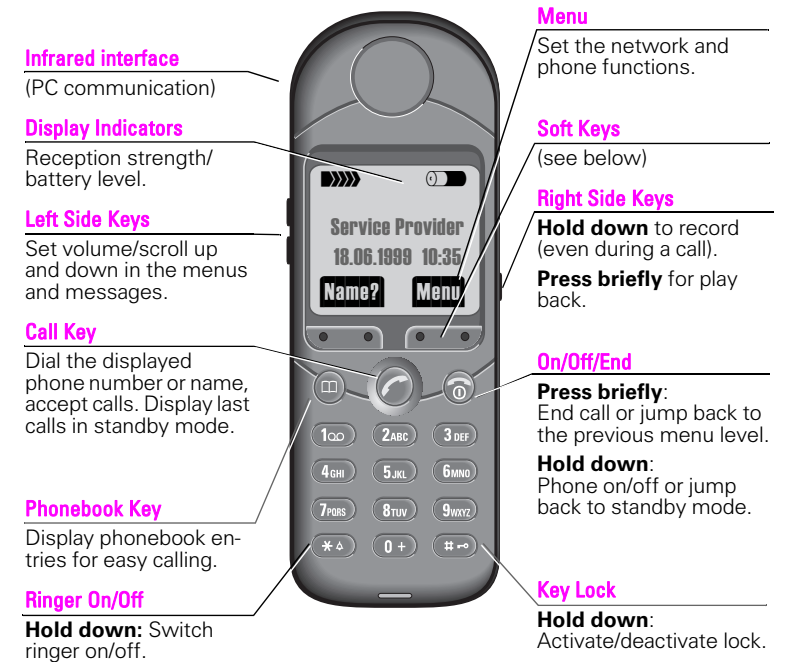 Infrared interface
(PC communication)
Display Indicators
Reception strength/
battery level.
Left Side Keys
Set volume/scroll up
and down in the menus
and messages.
Call Key
Dial the displayed
phone number or name,
accept calls. Display last
calls in standby mode.
Phonebook Key
Display phonebook en-
tries for easy calling.
Ringer On/Off
Hold down: Switch
ringer on/off.
Service Provider
18.06.1999 10:35
Name? Menu
1 2ABC 3DEF
4GHI 5JKL 6MNO
7PQRS 8TUV 9WXYZ
* 0 + #
Menu
Set the network and
phone functions.
Soft Keys
(see below)
Right Side Keys
Hold down to record
(even during a call).
Press briefly for play
back.
On/Off/End
Press briefly:
End call or jump back to
the previous menu level.
Hold down:
Phone on/off or jump
back to standby mode.
Key Lock
Hold down:
Activate/deactivate lock.